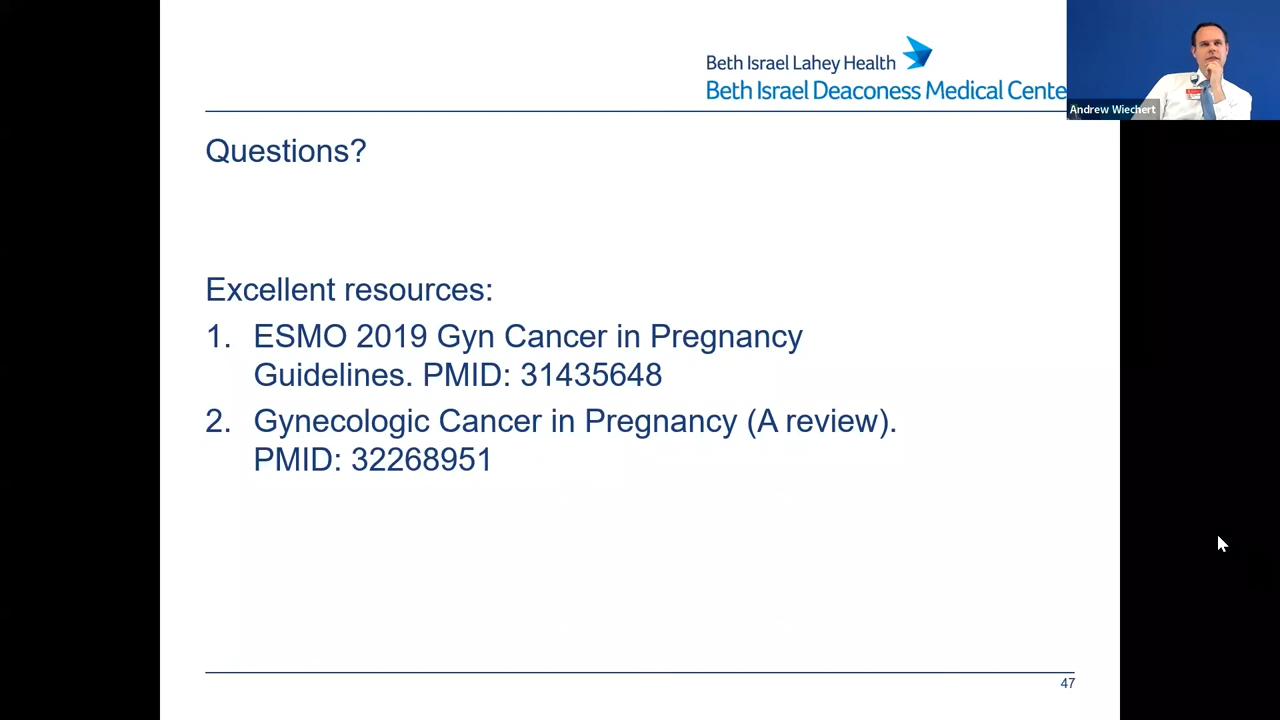 Beth Israel Lahey Health
Beth Israel Deaconess Medical Cente
Andrew Wiechert
Questions?
Excellent resources:
1. ESMO 2019 Gyn Cancer in Pregnancy
Guidelines. PMID: 31435648
2. Gynecologic Cancer in Pregnancy (A review).
PMID: 32268951
47